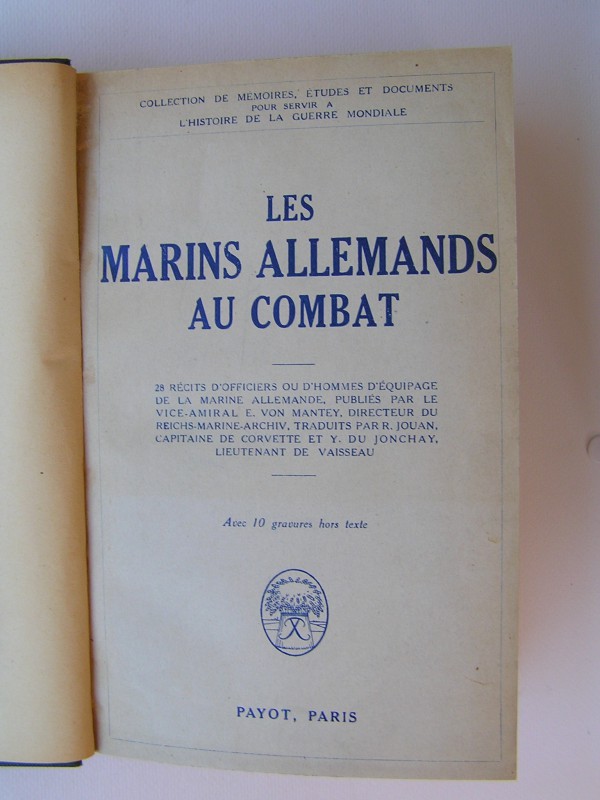 COLLECTION DE MÉMOIRES, ÉTUDES ET DOCUMENTS
POUR SERVIR A
L'HISTOIRE DE LA GUERRE MONDIALE
LES
MARINS ALLEMANDS
AU COMBAT
28 RÉCITS D'OFFICIERS OU D'HOMMES D'ÉQUIPAGE
DE LA MARINE ALLEMANDE, PUBLIÉS PAR LE
VICE-AMIRAL E. VON MANTEY, DIRECTEUR DU
REICHS-MARINE-ARCHIV, TRADUITS PAR R. JOUAN,
CAPITAINE DE CORVETTE ET Y. DU JONCHAY,
LIEUTENANT DE VAISSEAU
Avec 10 gravures hors texte
PAYOT, PARIS